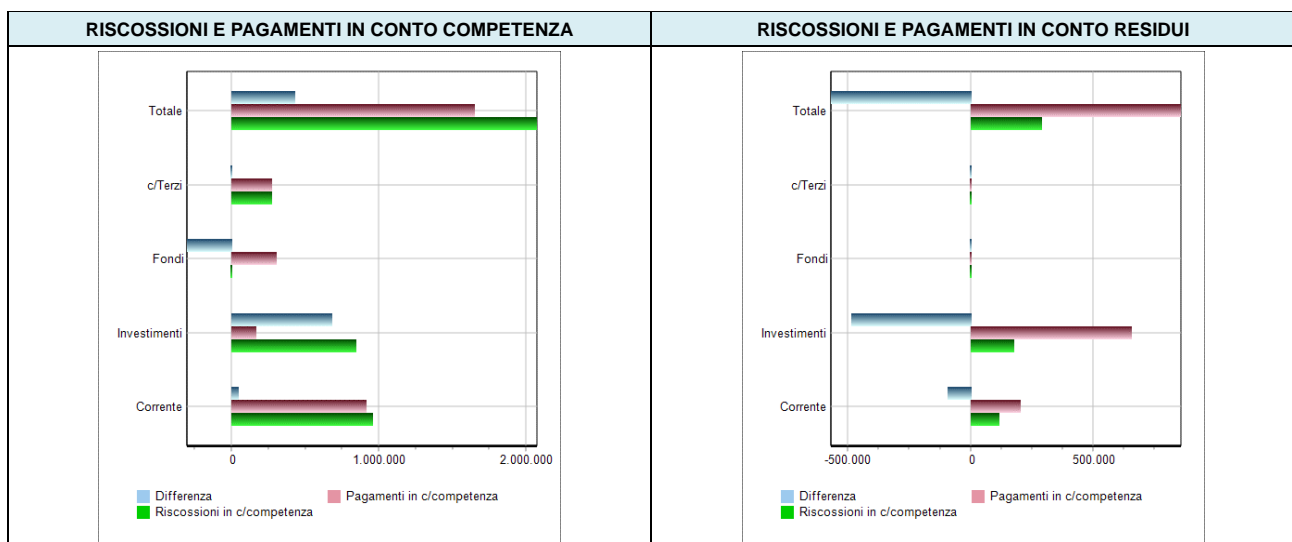 RISCOSSIONI E PAGAMENTI IN CONTO COMPETENZA
Totale
c/Terzi
Fondi
Investimenti
Corrente
0 1.000.000 2.000.000
Differenza Pagamenti in c/competenza
Riscossioni in c/competenza
RISCOSSIONI E PAGAMENTI IN CONTO RESIDUI
Totale
c/Terzi
Fondi
Investimenti
Corrente
-500.000 0 500.000
Differenza Pagamenti in c/competenza
Riscossioni in c/competenza